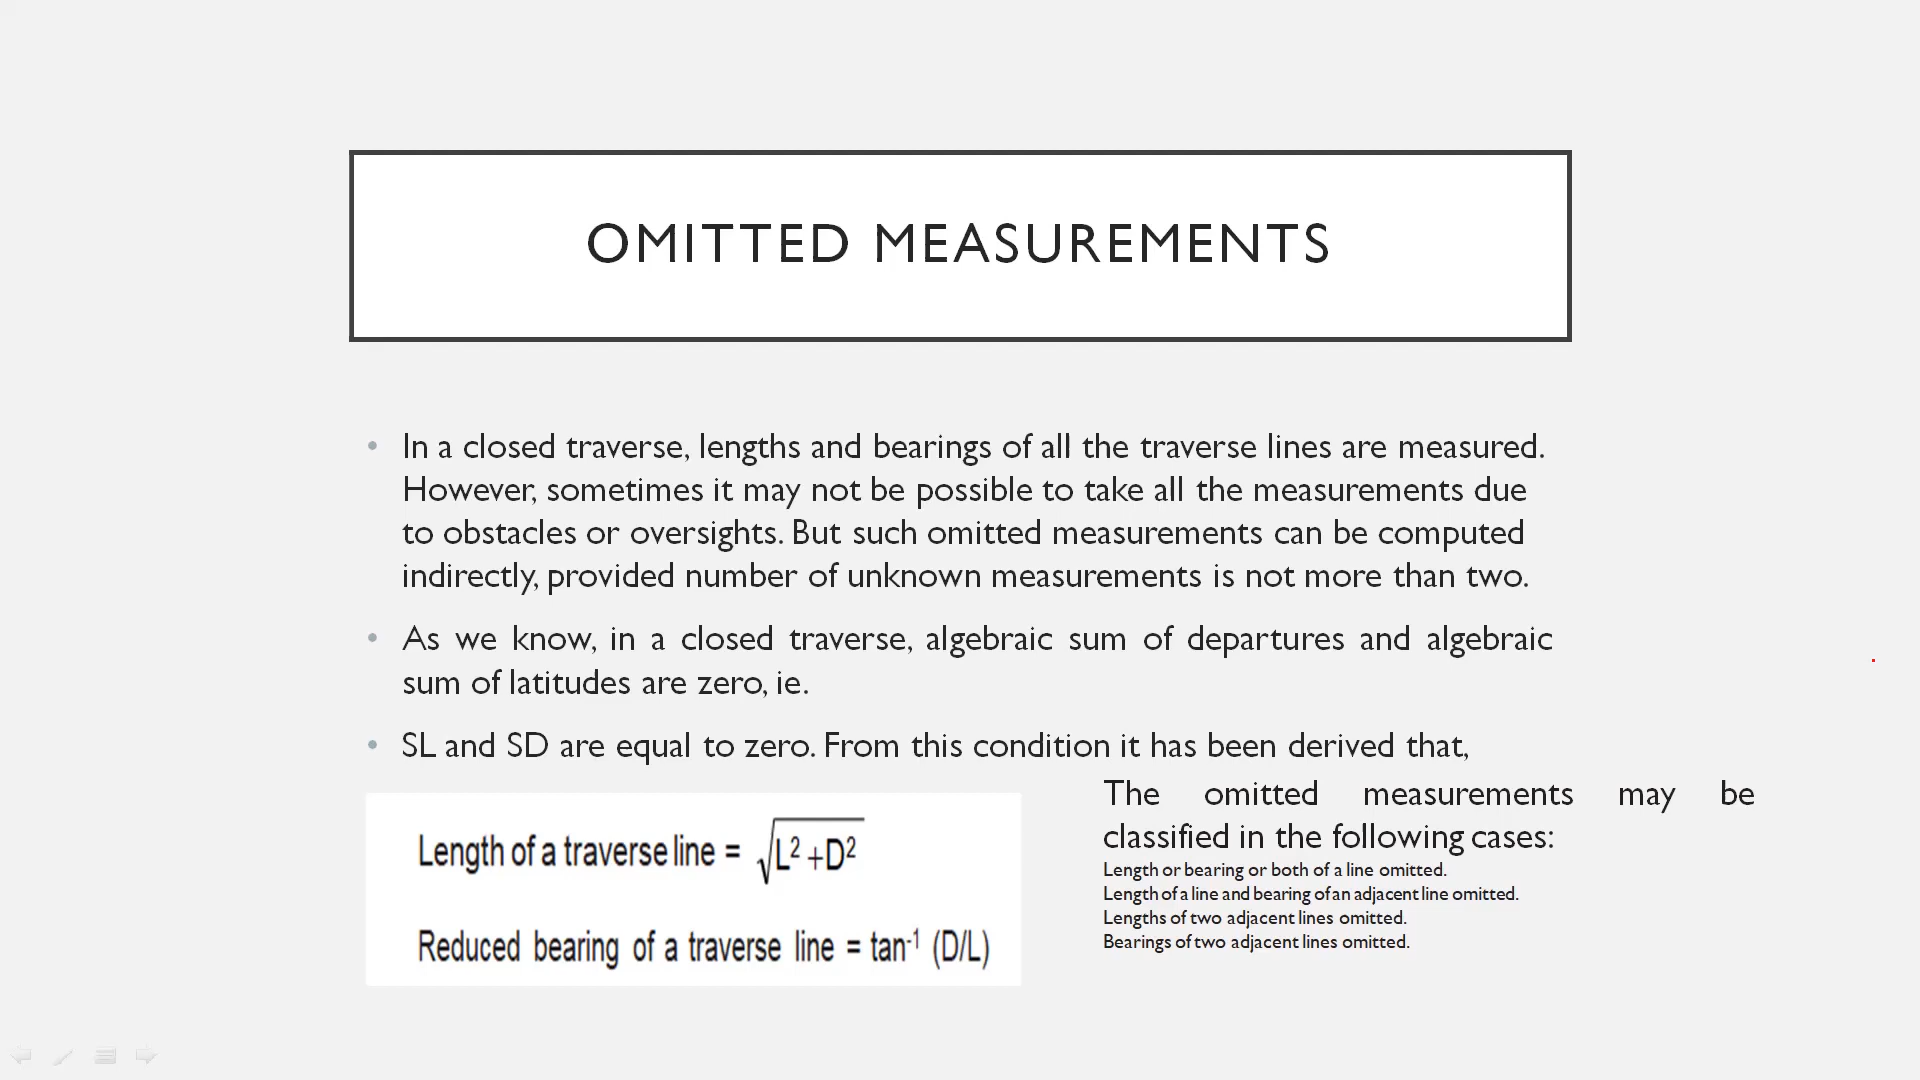 OMITTED MEASUREMENTS
• In a closed traverse, lengths and bearings of all the traverse lines are measured.
However, sometimes it may not be possible to take all the measurements due
to obstacles or oversights. But such omitted measurements can be computed
indirectly, provided number of unknown measurements is not more than two.
• As we know, in a closed traverse, algebraic sum of departures and algebraic
sum of latitudes are zero, ie.
• SL and SD are equal to zero. From this condition it has been derived that,
Length of a traverse line = √L² +D²
Reduced bearing of a traverse line = tan⁻¹ (D/L)
The omitted measurements may be
classified in the following cases:
Length or bearing or both of a line omitted.
Length of a line and bearing of an adjacent line omitted.
Lengths of two adjacent lines omitted.
Bearings of two adjacent lines omitted.